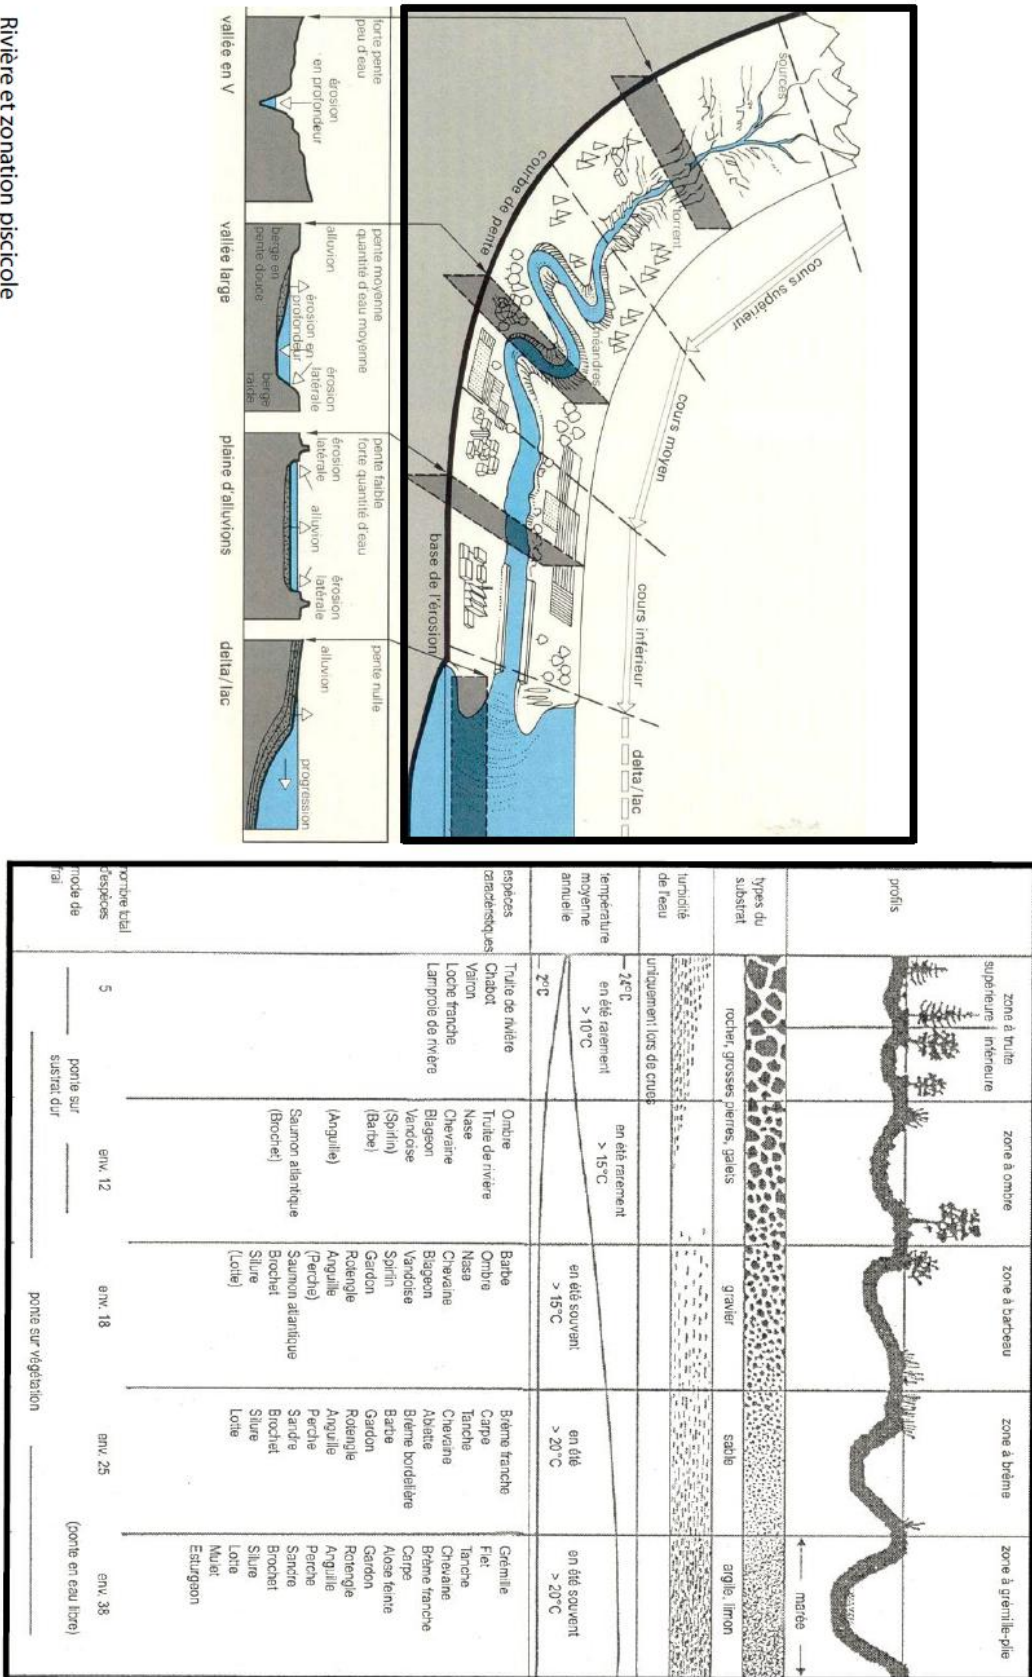 Rivière et zonation piscicole
sources
torrent
méandres
courbe de pente
base de l'érosion
cours supérieur
cours moyen
cours inférieur
delta/lac
forte pente
peu d'eau
érosion
en profondeur
vallée en V
pente moyenne
quantité d'eau moyenne
alluvion
érosion en
profondeur
érosion
latérale
berge en
pente douce
berge
raide
vallée large
pente faible
forte quantité d'eau
érosion
latérale
alluvion
érosion
latérale
plaine d'alluvions
pente nulle
alluvion
progression
delta/lac
profils
zone à truite
supérieure
inférieure
zone à ombre
zone à barbeau
zone à brème
zone à grémille-plie
marée
types du
substrat
rocher, grosses pierres, galets
gravier
sable
argile, limon
turbidité
de l'eau
uniquement lors de crues
température
moyenne
annuelle
24°C
2°C
en été rarement
> 10°C
en été rarement
> 15°C
en été souvent
> 15°C
en été
> 20°C
en été souvent
> 20°C
espèces
caractéristiques
Truite de rivière
Chabot
Vairon
Loche franche
Lamproie de rivière
Ombre
Truite de rivière
Nase
Chevaine
Blageon
Vandoise
(Spirlin)
(Barbe)
(Anguille)
Saumon atlantique
(Brochet)
Barbe
Ombre
Nase
Chevaine
Blageon
Vandoise
Spirlin
Gardon
Rotengle
Anguille
(Perche)
Saumon atlantique
Brochet
Silure
(Lotte)
Brème franche
Carpe
Tanche
Chevaine
Ablette
Brème bordelière
Barbe
Gardon
Rotengle
Anguille
Perche
Sandre
Brochet
Silure
Lotte
Grémille
Flet
Tanche
Chevaine
Brème franche
Carpe
Alose feinte
Gardon
Rotengle
Anguille
Perche
Sandre
Brochet
Silure
Lotte
Mulet
Esturgeon
nombre total
d'espèces
5
env. 12
env. 18
env. 25
env. 38
mode de
frai
ponte sur
sustrat dur
ponte sur végétation
(ponte en eau libre)